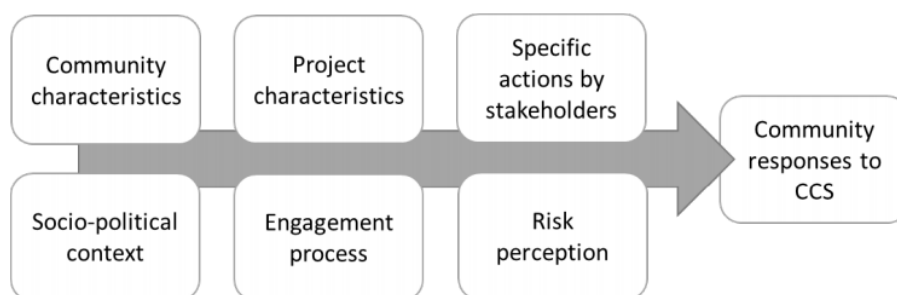 Community
characteristics
Project
characteristics
Specific
actions by
stakeholders
Community
responses to
CCS
Socio-political
context
Engagement
process
Risk
perception